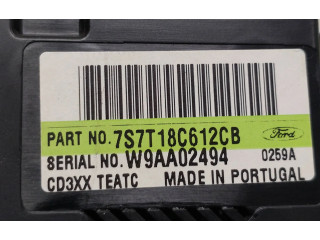 PART NO. 7S7T18C612CB Ford
SERIAL NO. W9AA02494 0259A
CD3XX TEATC MADE IN PORTUGAL